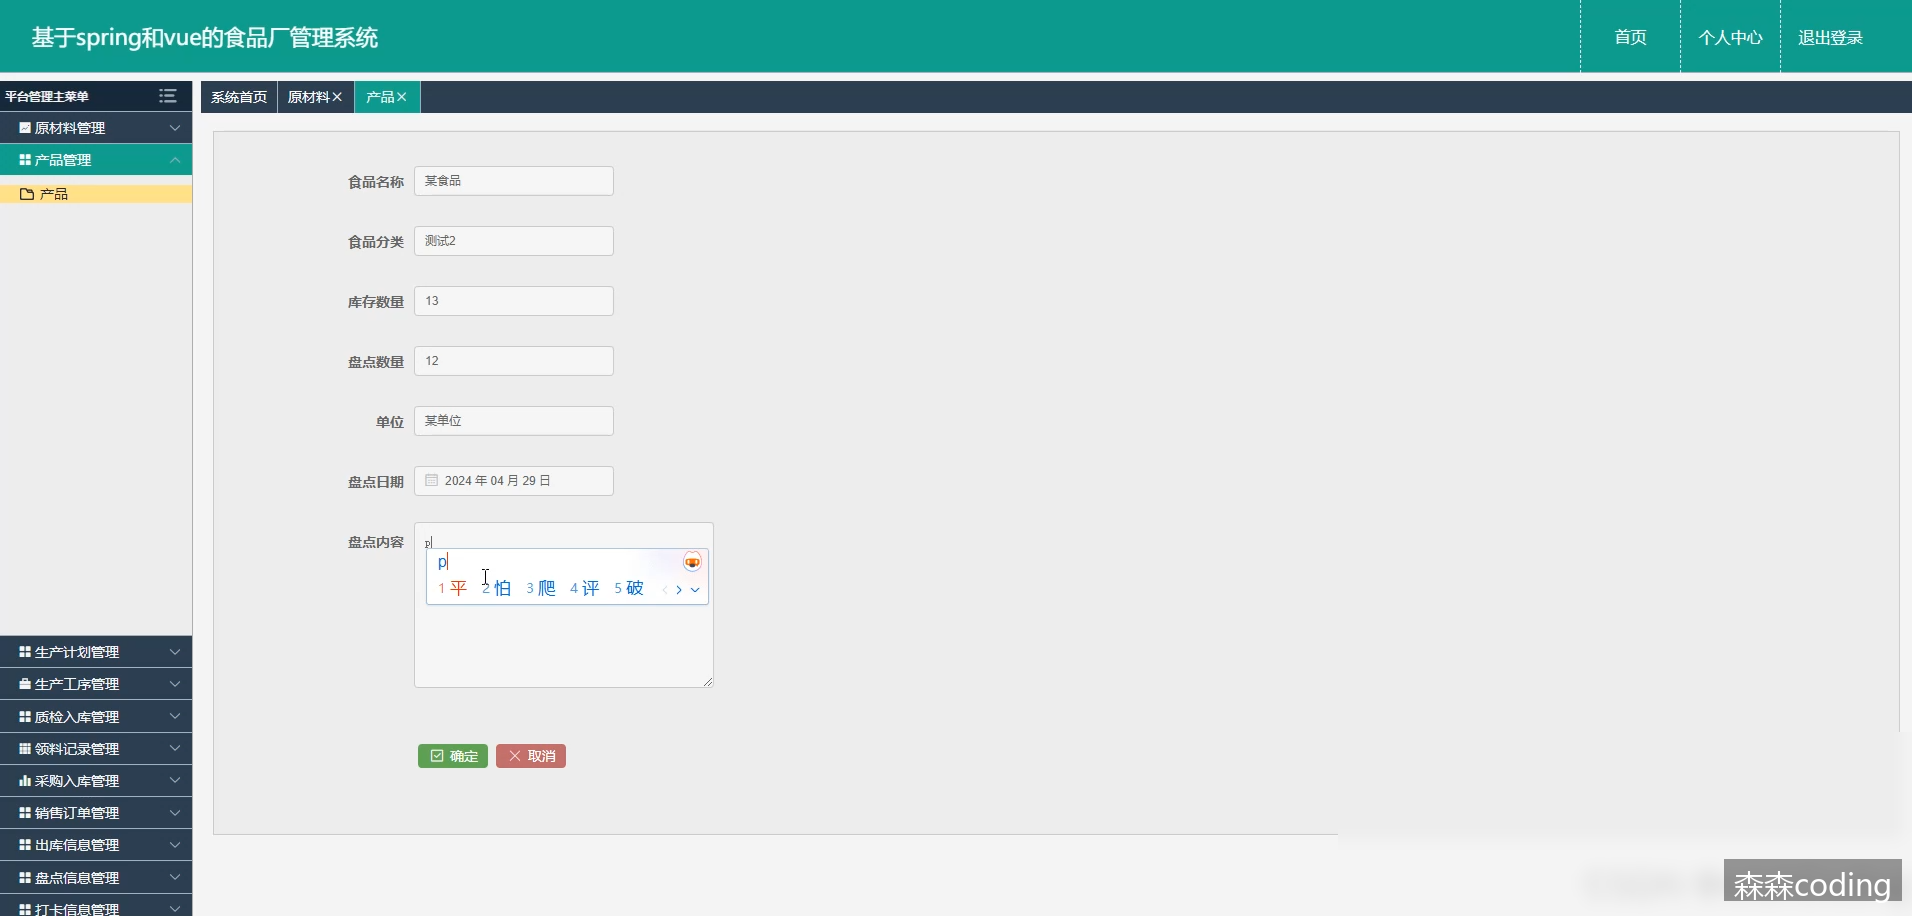 基于spring和vue的食品厂管理系统
首页
个人中心
退出登录
平台管理主菜单
系统首页
原材料
产品
原材料管理
产品管理
产品
食品名称 某食品
食品分类 测试2
库存数量 13
盘点数量 12
单位 某单位
盘点日期 2024 年 04 月 29 日
盘点内容 p
p
1 平 2 怕 3 爬 4 评 5 破
生产计划管理
生产工序管理
质检入库管理
领料记录管理
采购入库管理
销售订单管理
出库信息管理
盘点信息管理
打卡信息管理
确定
取消
森森coding